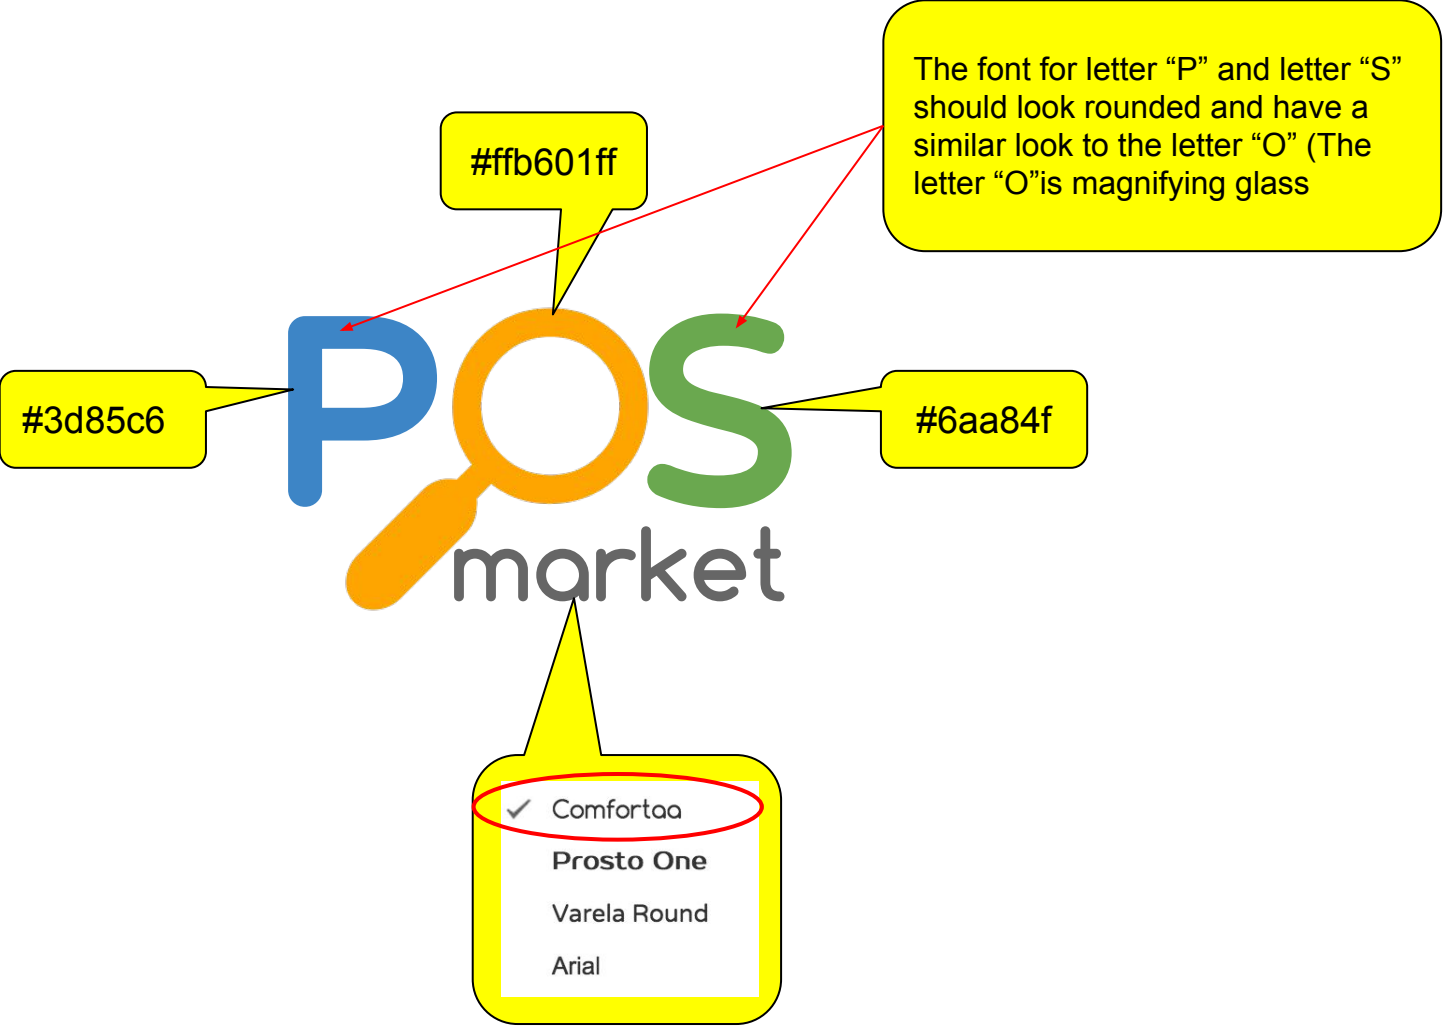 The font for letter “P” and letter “S”
should look rounded and have a
similar look to the letter “O” (The
letter “O”is magnifying glass
#ffb601ff
#3d85c6
POS
#6aa84f
market
Comfortaa
Prosto One
Varela Round
Arial